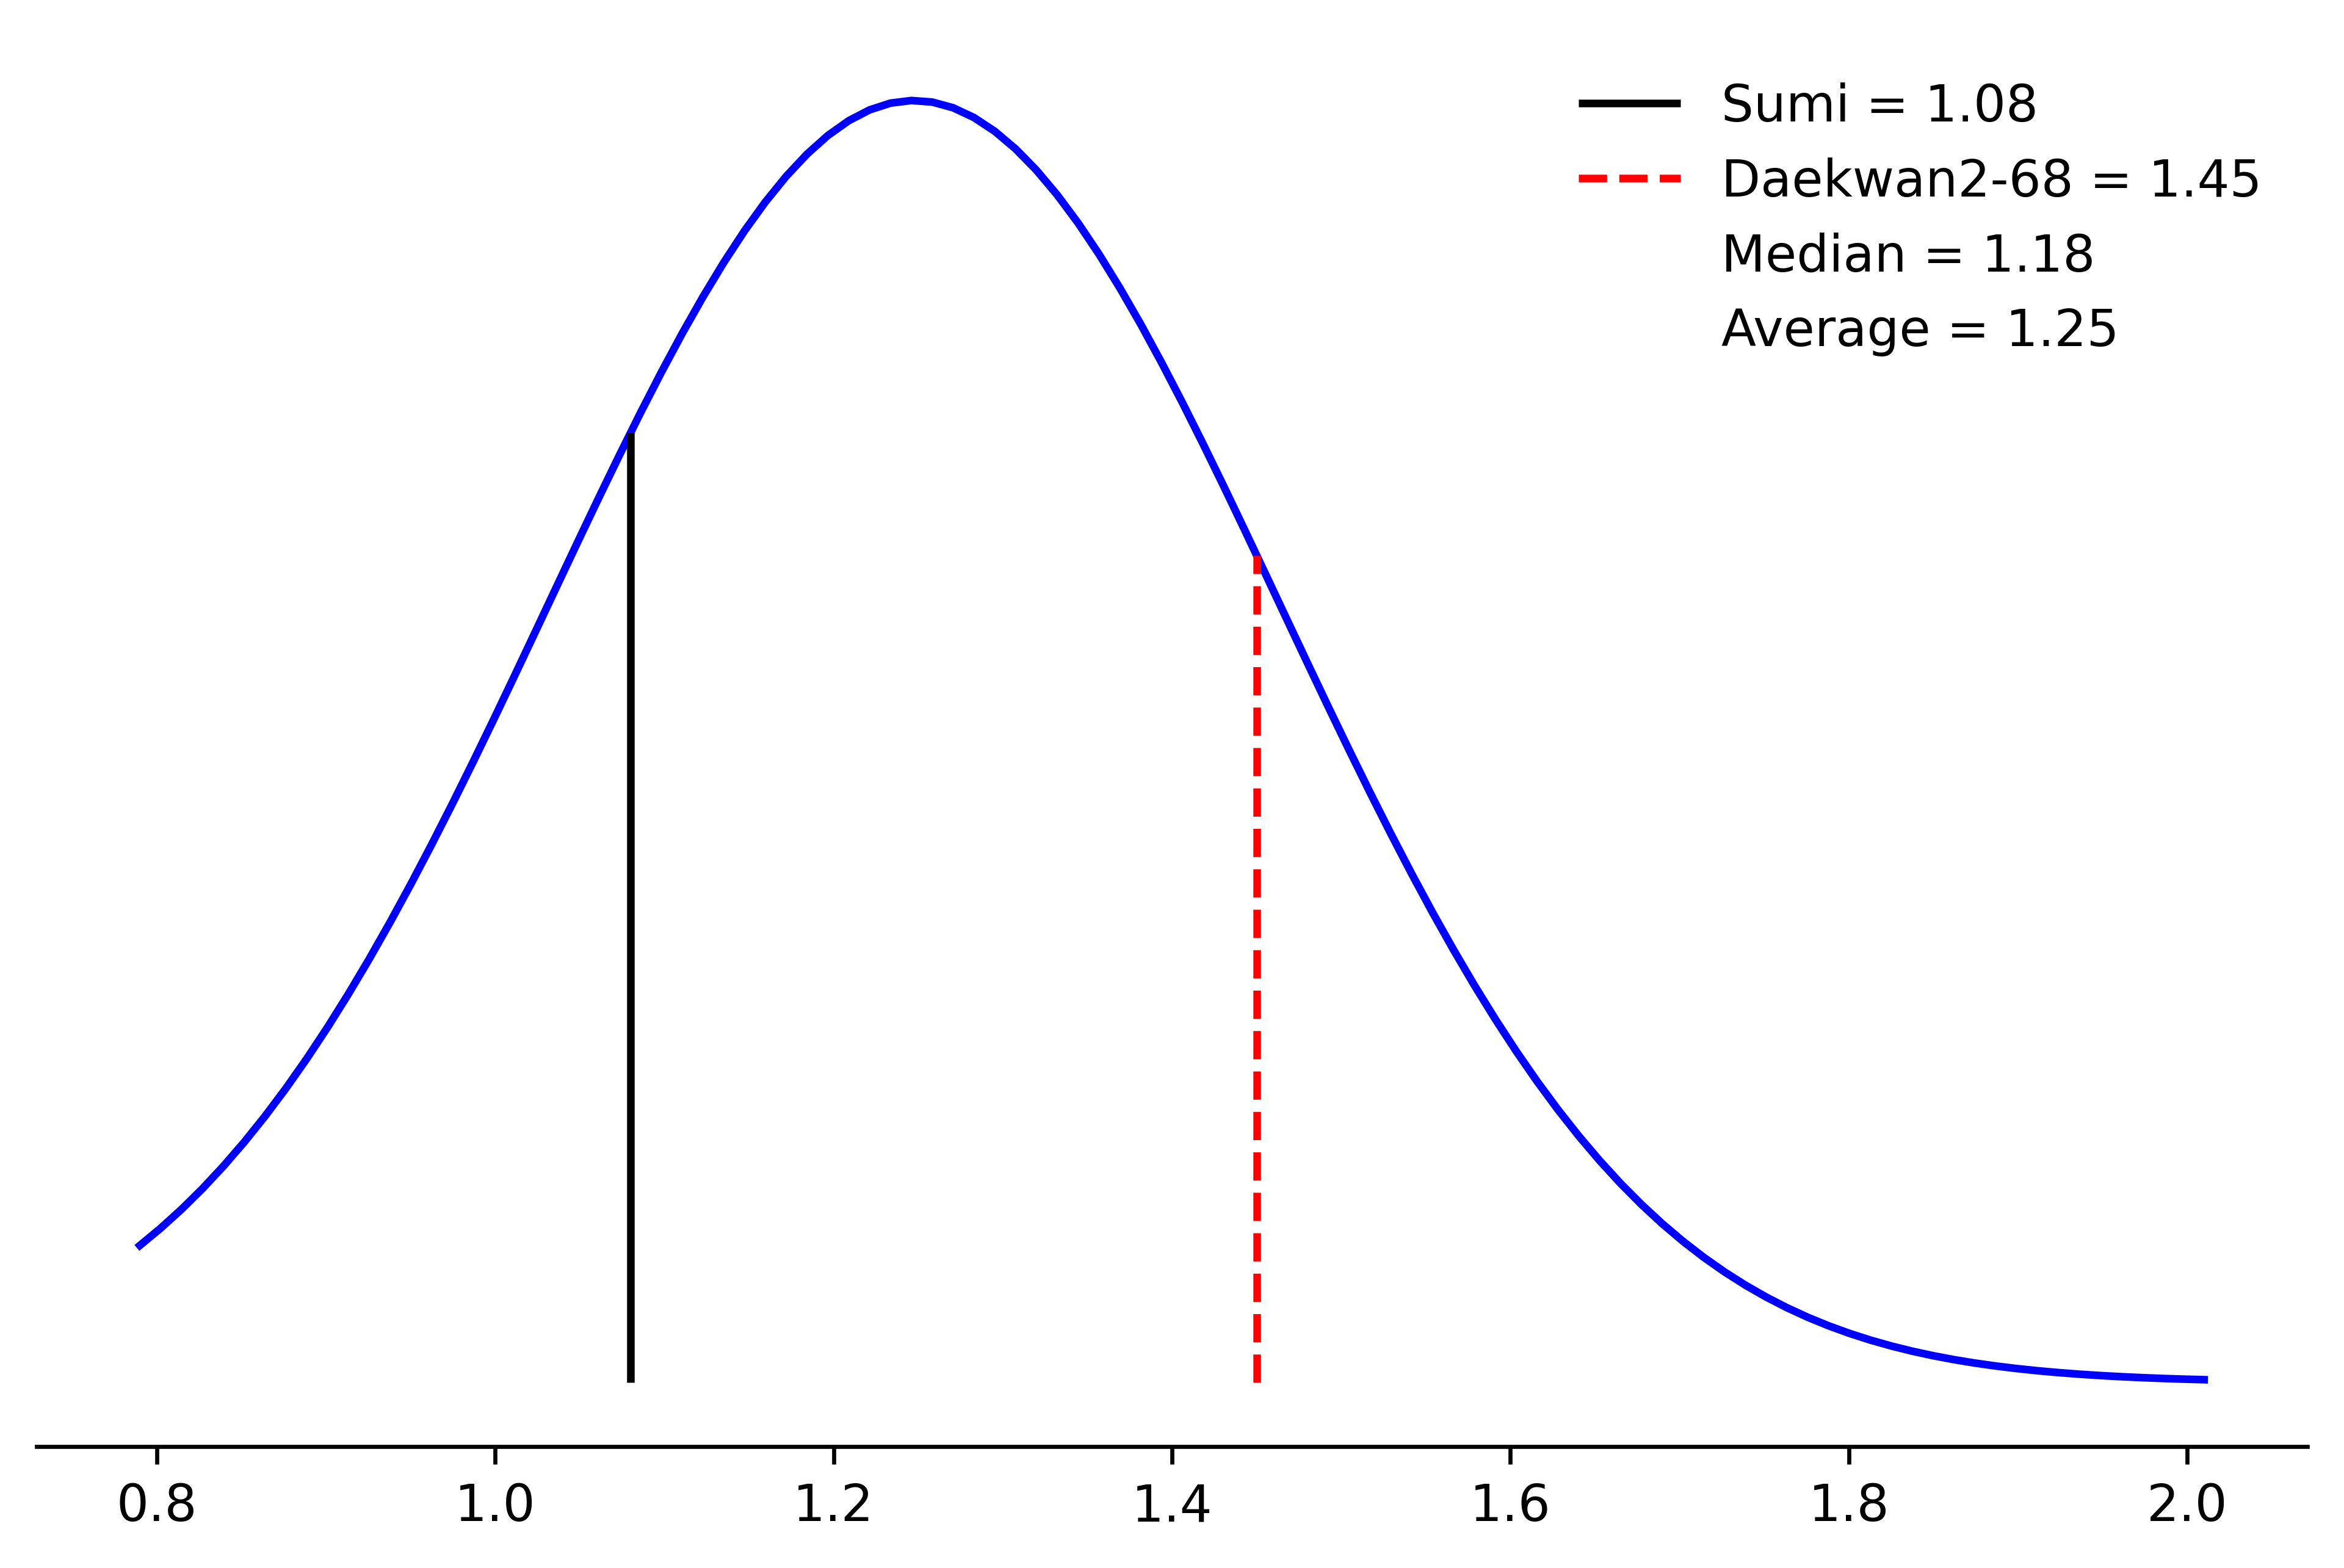 Sumi = 1.08
Daekwan2-68 = 1.45
Median = 1.18
Average = 1.25
0.8 1.0 1.2 1.4 1.6 1.8 2.0